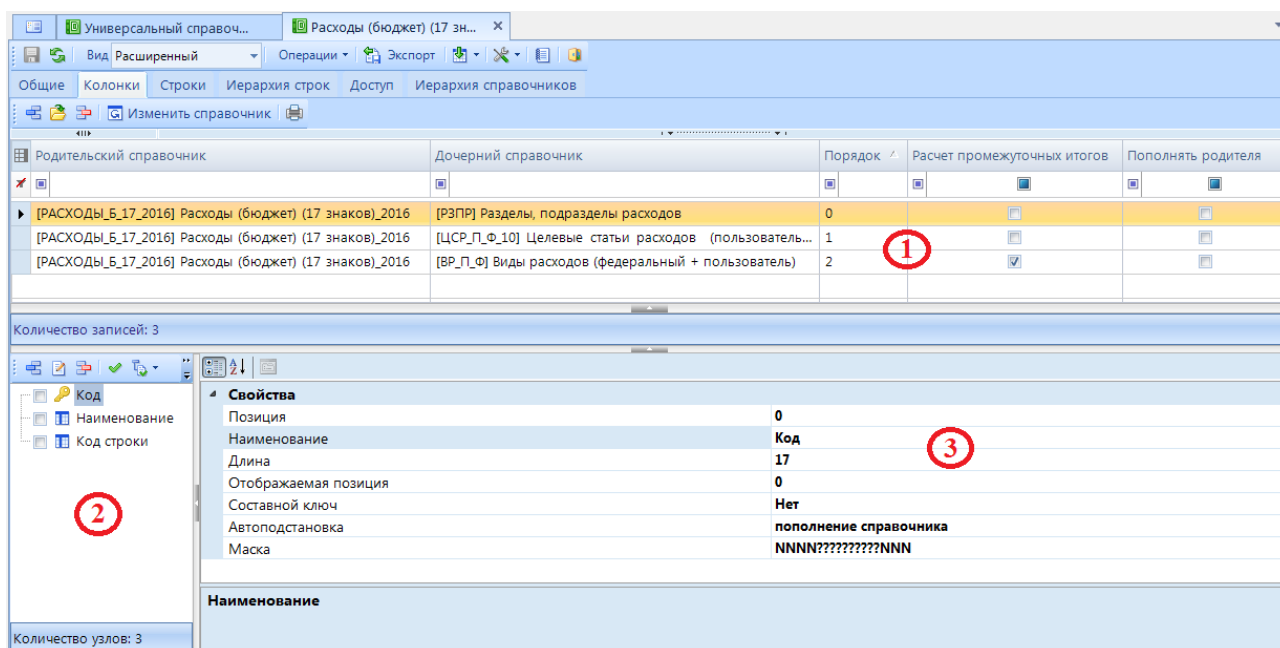 Универсальный справоч... Расходы (бюджет) (17 зн...
Вид Расширенный Операции Экспорт
Общие Колонки Строки Иерархия строк Доступ Иерархия справочников
Изменить справочник
Родительский справочник Дочерний справочник Порядок Расчет промежуточных итогов Пополнять родителя
[РАСХОДЫ_Б_17_2016] Расходы (бюджет) (17 знаков)_2016 [РЗПР] Разделы, подразделы расходов 0
[РАСХОДЫ_Б_17_2016] Расходы (бюджет) (17 знаков)_2016 [ЦСР_П_Ф_10] Целевые статьи расходов (пользователь... 1
[РАСХОДЫ_Б_17_2016] Расходы (бюджет) (17 знаков)_2016 [ВР_П_Ф] Виды расходов (федеральный + пользователь) 2
1
Количество записей: 3
Код
Наименование
Код строки
2
Количество узлов: 3
Свойства
Позиция 0
Наименование Код
Длина 17
Отображаемая позиция 0
Составной ключ Нет
Автоподстановка пополнение справочника
Маска NNNN??????????NNN
3
Наименование